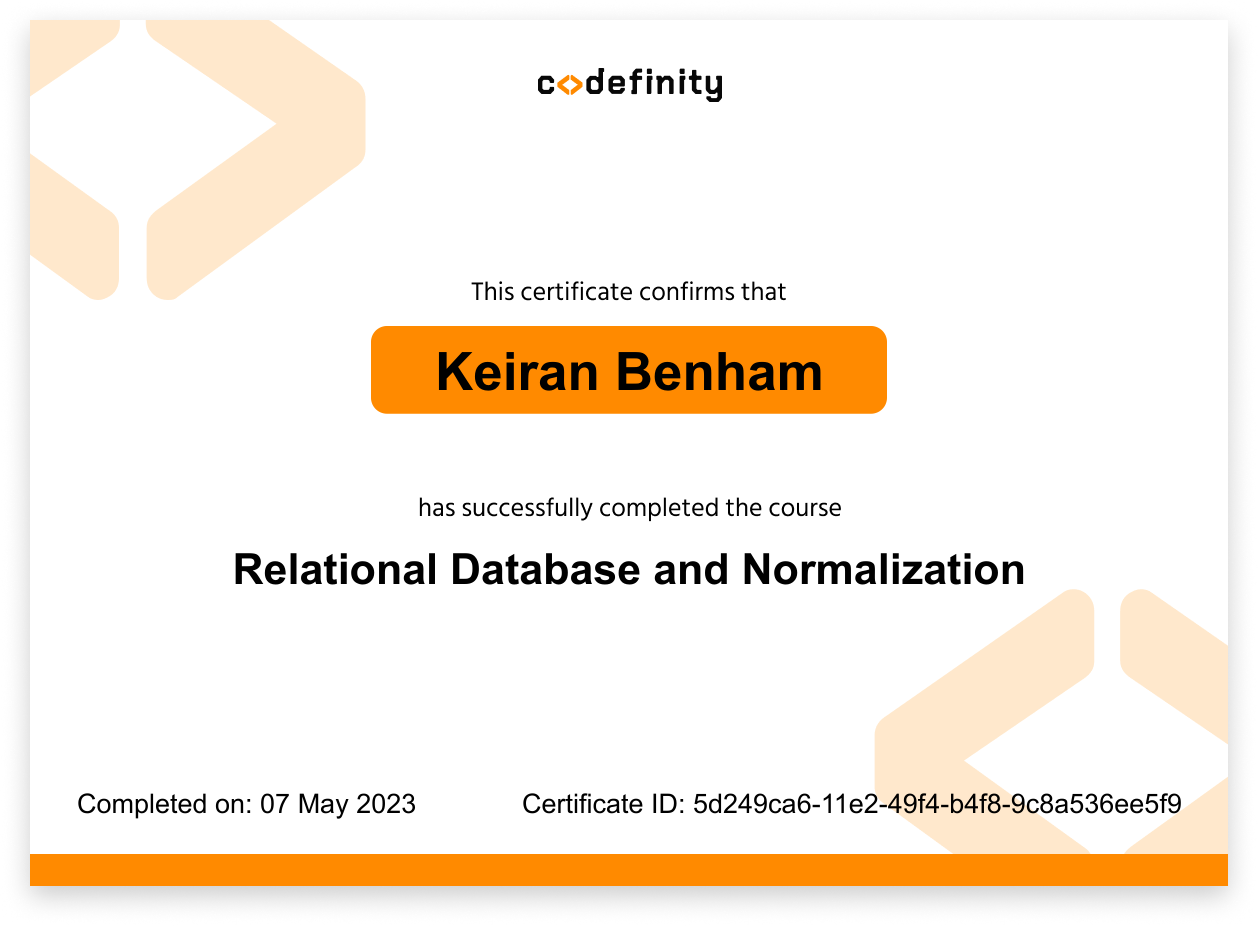 codefinity
This certificate confirms that
Keiran Benham
has successfully completed the course
Relational Database and Normalization
Completed on: 07 May 2023
Certificate ID: 5d249ca6-11e2-49f4-b4f8-9c8a536ee5f9